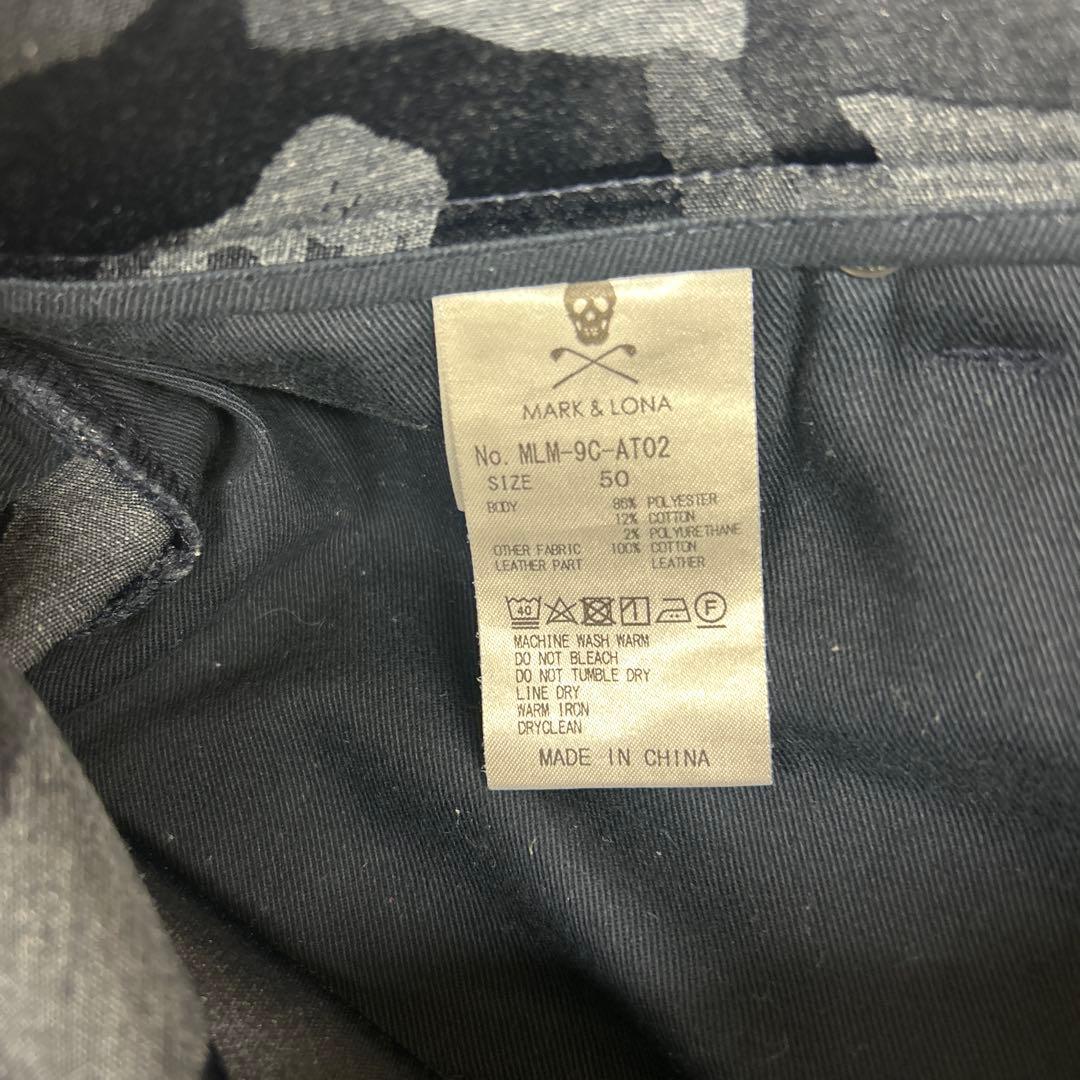 MARK & LONA
No. MLM-9C-AT02
SIZE 50
BODY 86% POLYESTER
12% COTTON
2% POLYURETHANE
OTHER FABRIC 100% COTTON
LEATHER PART LEATHER
40 F
MACHINE WASH WARM
DO NOT BLEACH
DO NOT TUMBLE DRY
LINE DRY
WARM IRON
DRYCLEAN
MADE IN CHINA